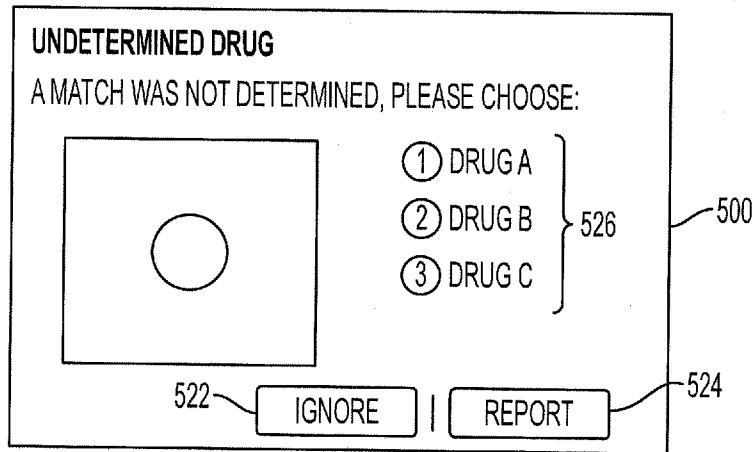 UNDETERMINED DRUG
A MATCH WAS NOT DETERMINED, PLEASE CHOOSE:
1 DRUG A
2 DRUG B
3 DRUG C
526
500
522
IGNORE | REPORT
524